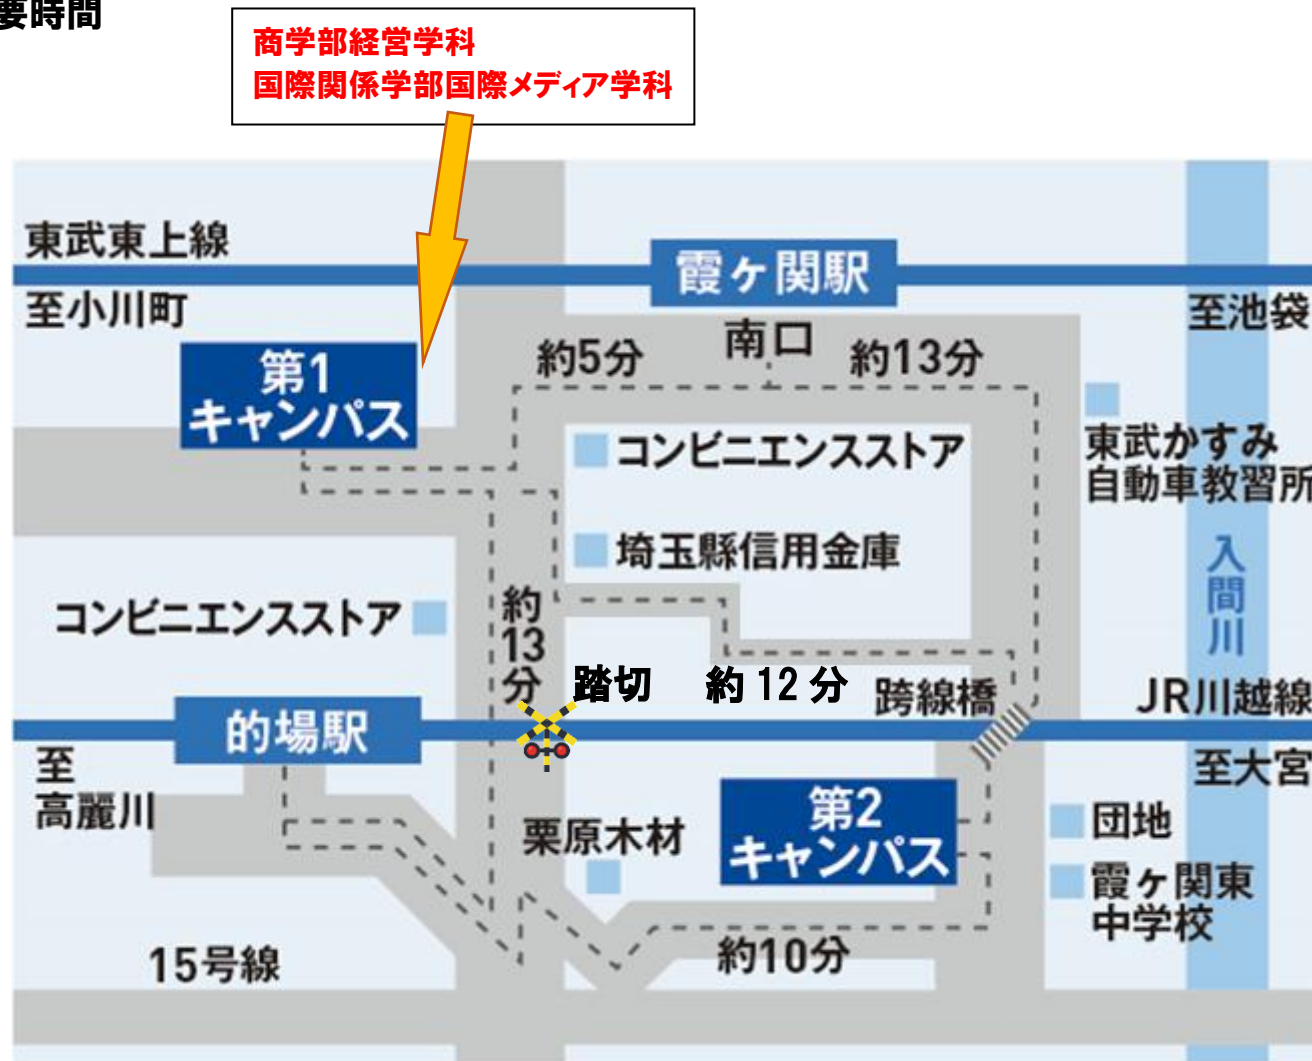 要時間
商学部経営学科
国際関係学部国際メディア学科
東武東上線
霞ヶ関駅
至小川町
至池袋
第1
キャンパス
約5分
南口
約13分
コンビニエンスストア
東武かすみ
自動車教習所
埼玉縣信用金庫
入間川
コンビニエンスストア
約13分
踏切
約12分
跨線橋
JR川越線
的場駅
至
高麗川
至大宮
第2
キャンパス
栗原木材
団地
霞ヶ関東
中学校
約10分
15号線